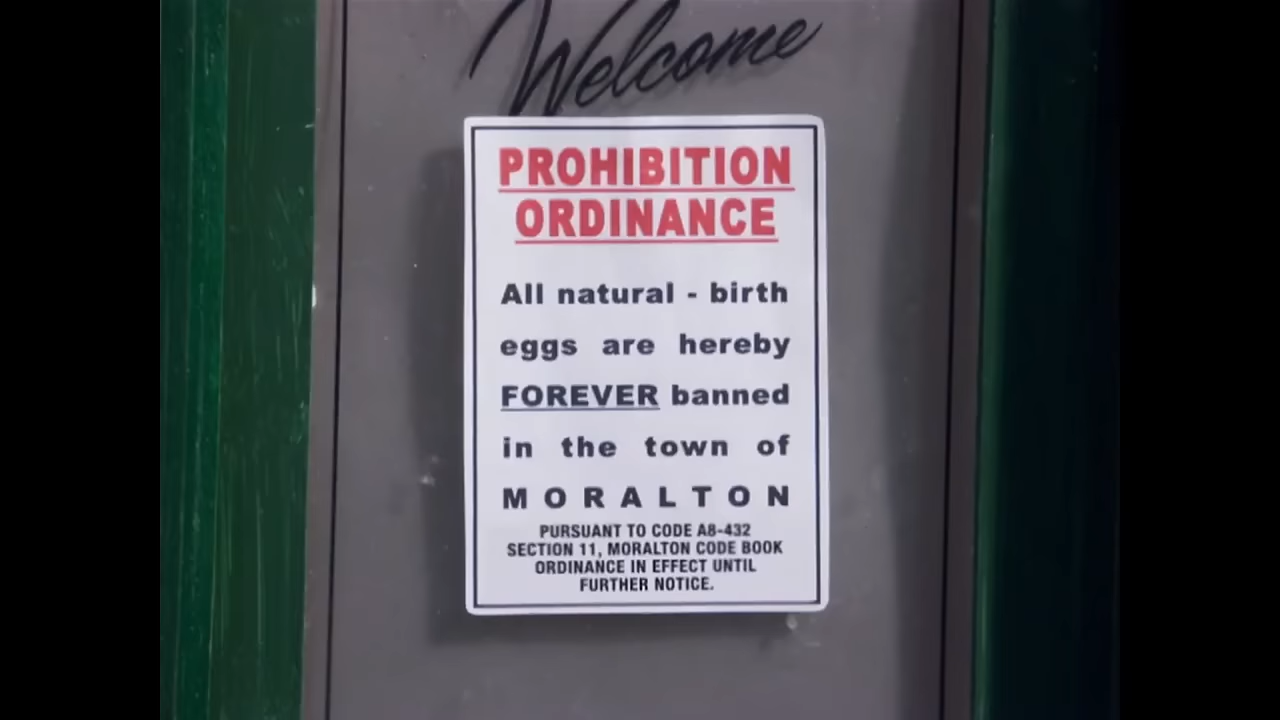 Welcome
PROHIBITION
ORDINANCE
All natural - birth
eggs are hereby
FOREVER banned
in the town of
MORALTON
PURSUANT TO CODE A8-432
SECTION 11, MORALTON CODE BOOK
ORDINANCE IN EFFECT UNTIL
FURTHER NOTICE.